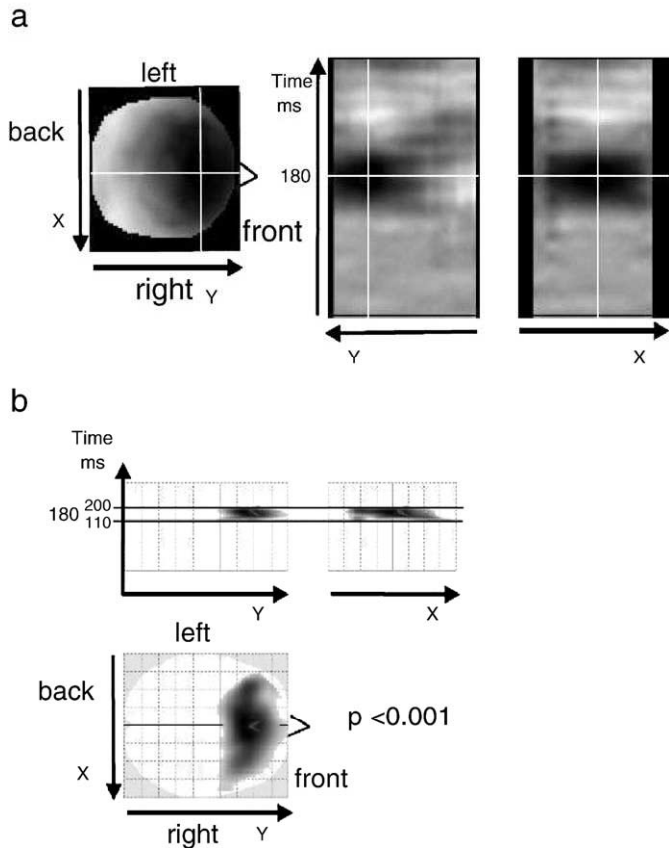 a
left
back
X
front
right Y
Time
ms
180
Y
X
b
Time
ms
200
180
110
Y
X
left
back
X
front
right Y
p <0.001